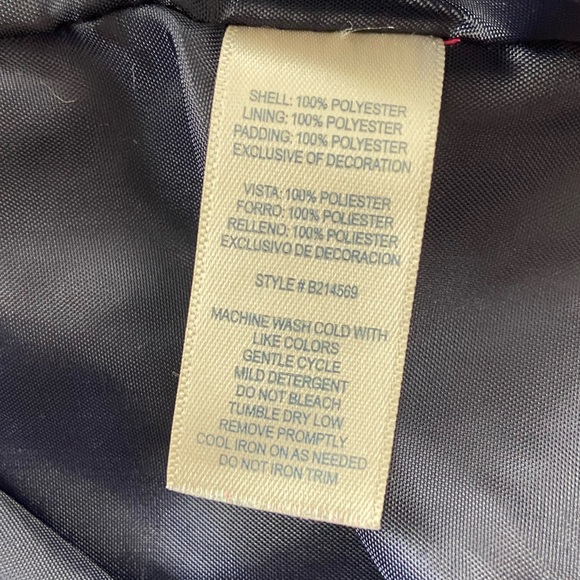 SHELL: 100% POLYESTER
LINING: 100% POLYESTER
PADDING: 100% POLYESTER
EXCLUSIVE OF DECORATION
VISTA: 100% POLIESTER
FORRO: 100% POLIESTER
RELLENO: 100% POLIESTER
EXCLUSIVO DE DECORACION
STYLE # B214569
MACHINE WASH COLD WITH
LIKE COLORS
GENTLE CYCLE
MILD DETERGENT
DO NOT BLEACH
TUMBLE DRY LOW
REMOVE PROMPTLY
COOL IRON ON AS NEEDED
DO NOT IRON TRIM